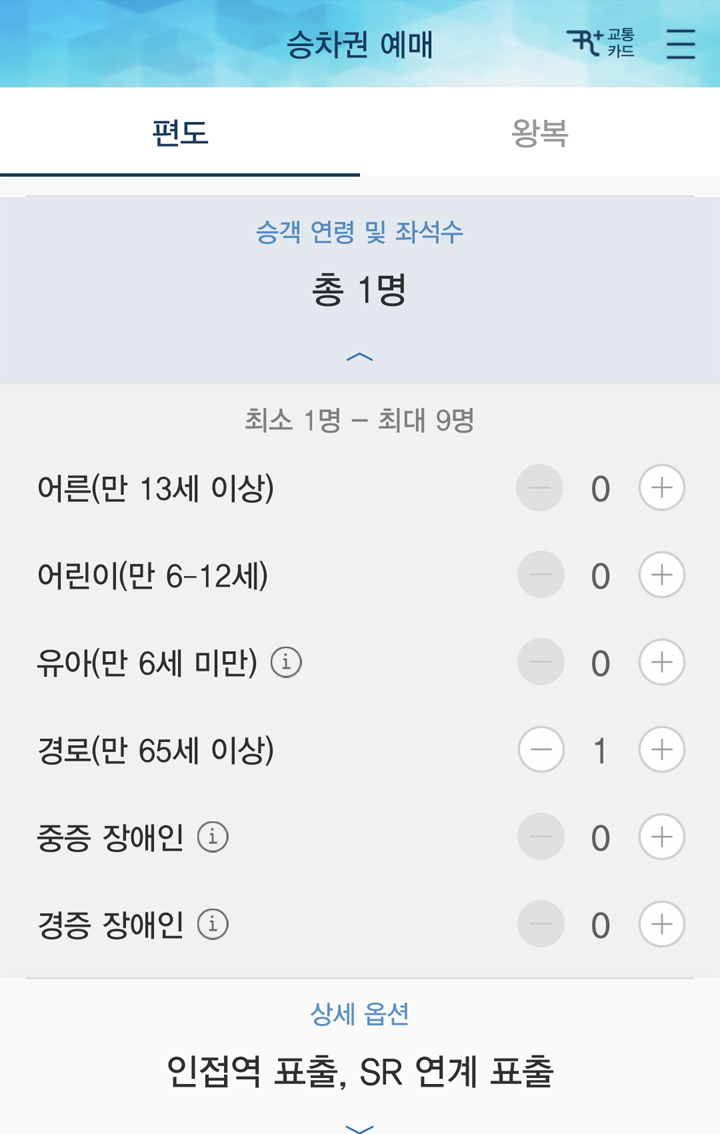 승차권 예매
R+ 교통
카드
편도
왕복
승객 연령 및 좌석수
총 1명
최소 1명 – 최대 9명
어른(만 13세 이상) 0
어린이(만 6-12세) 0
유아(만 6세 미만) i 0
경로(만 65세 이상) 1
중증 장애인 i 0
경증 장애인 i 0
상세 옵션
인접역 표출, SR 연계 표출